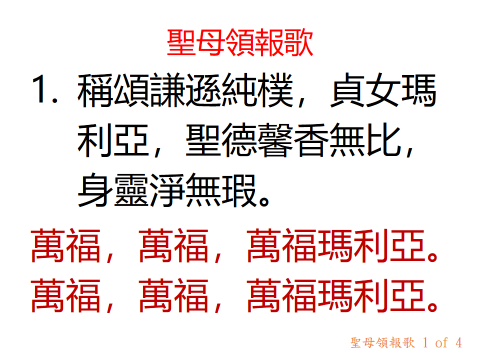 聖母領報歌
1. 稱頌謙遜純樸，貞女瑪
利亞，聖德馨香無比，
身靈淨無瑕。
萬福，萬福，萬福瑪利亞。
萬福，萬福，萬福瑪利亞。
聖母領報歌 1 of 4